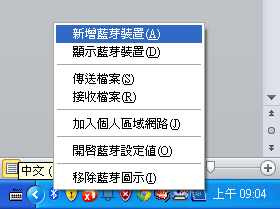 新增藍芽裝置(A)
顯示藍芽裝置(D)
傳送檔案(S)
接收檔案(R)
加入個人區域網路(J)
開啓藍芽設定值(O)
移除藍芽圖示(I)
中文 (
上午 09:04